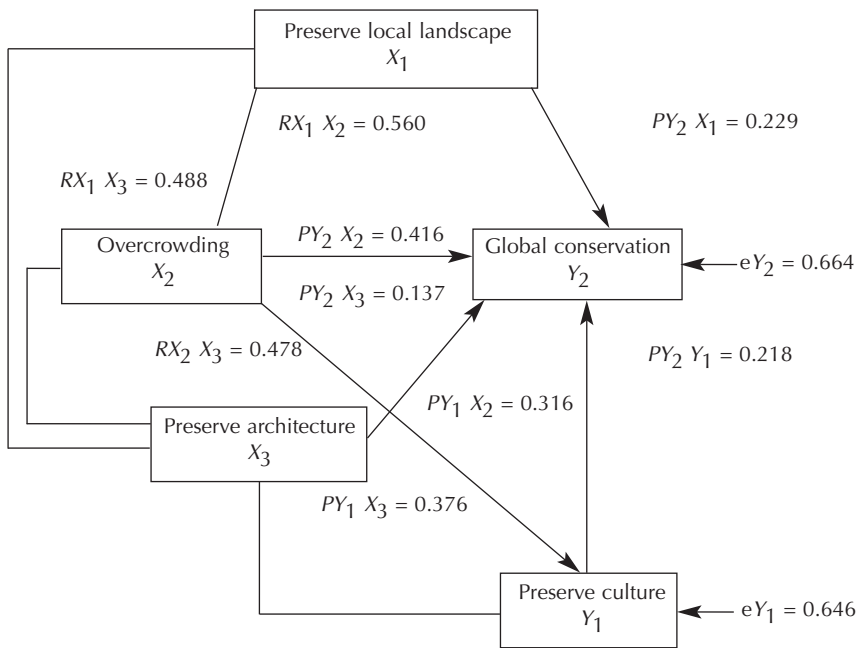 Preserve local landscape
X1
RX1 X2 = 0.560
PY2 X1 = 0.229
RX1 X3 = 0.488
Overcrowding
X2
PY2 X2 = 0.416
Global conservation
Y2
eY2 = 0.664
PY2 X3 = 0.137
RX2 X3 = 0.478
PY2 Y1 = 0.218
PY1 X2 = 0.316
Preserve architecture
X3
PY1 X3 = 0.376
Preserve culture
Y1
eY1 = 0.646